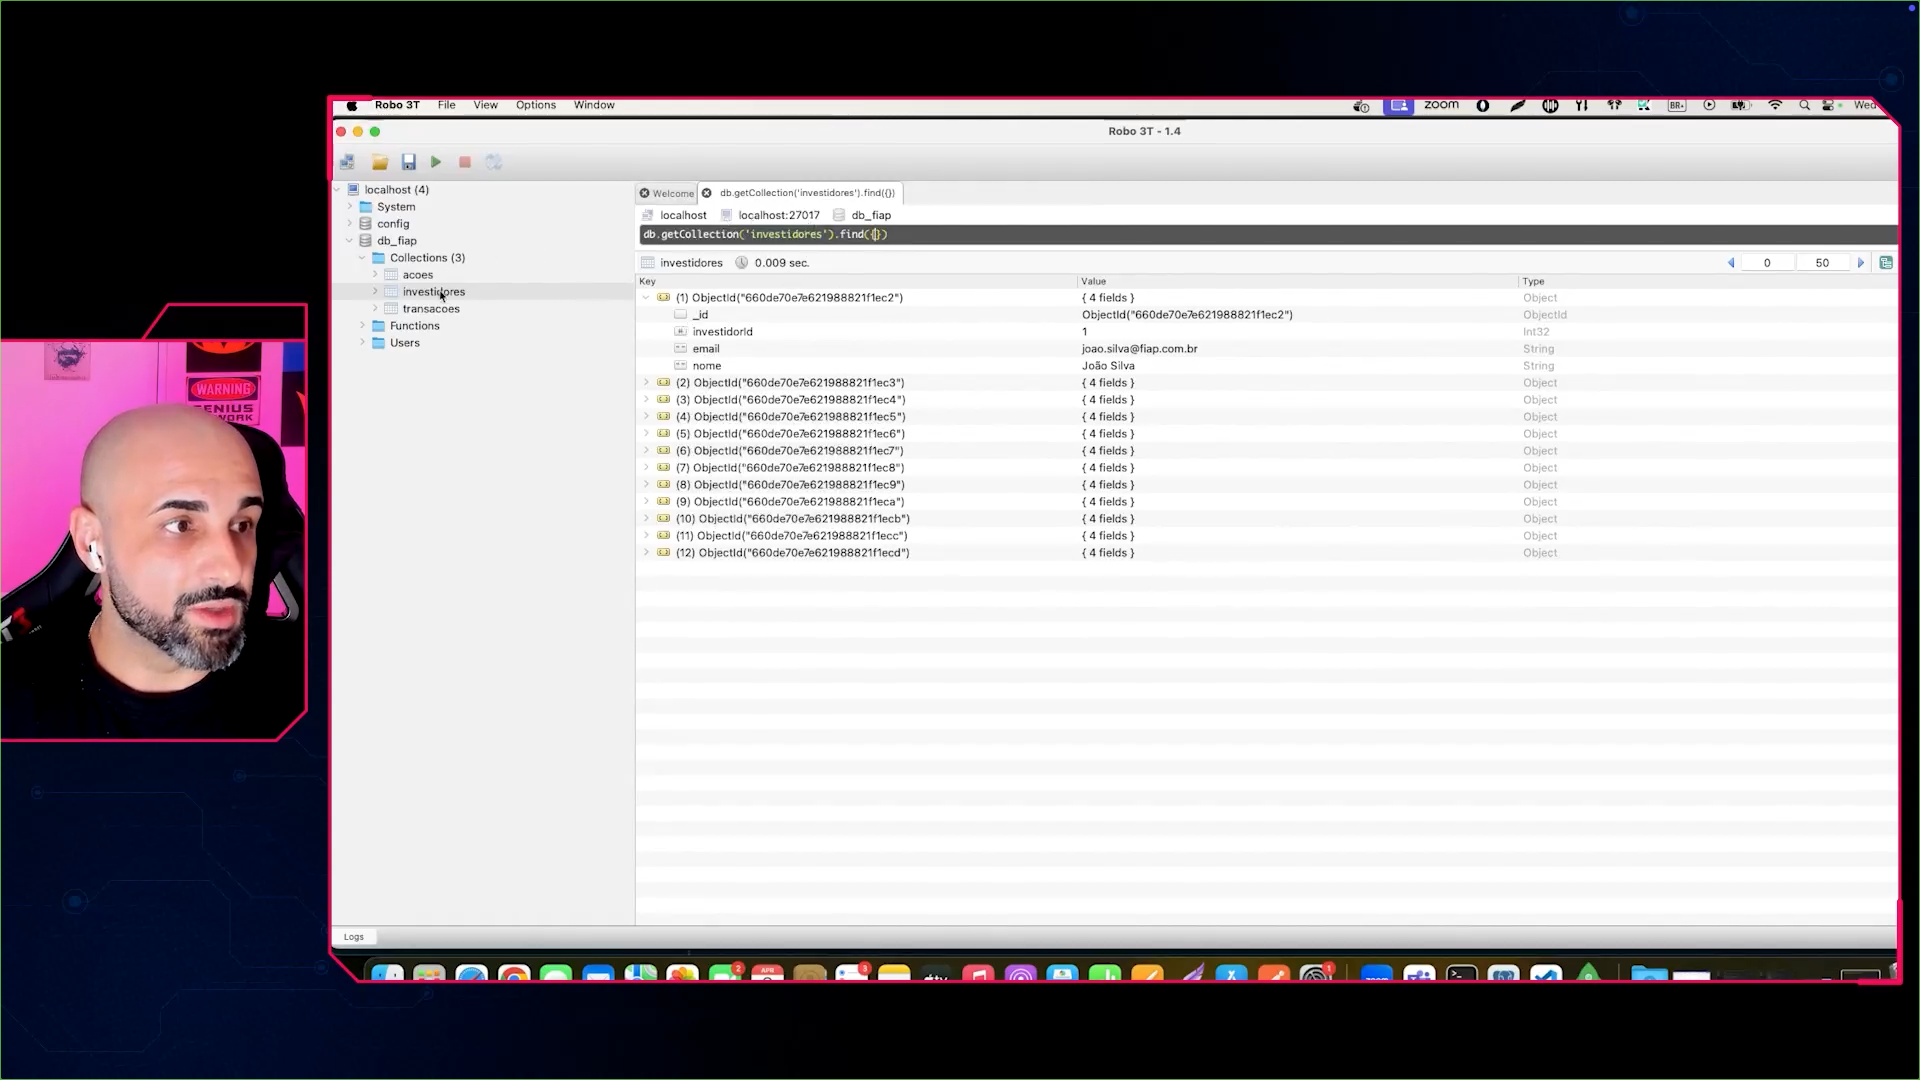 Robo 3T File View Options Window
zoom BR Wed
Robo 3T - 1.4
localhost (4)
System
config
db_fiap
Collections (3)
acoes
investidores
transacoes
Functions
Users
Welcome db.getCollection('investidores').find({})
localhost localhost:27017 db_fiap
db.getCollection('investidores').find({})
investidores 0.009 sec. 0 50
Key Value Type
(1) ObjectId("660de70e7e621988821f1ec2") { 4 fields } Object
_id ObjectId("660de70e7e621988821f1ec2") ObjectId
investidorId 1 Int32
email joao.silva@fiap.com.br String
nome João Silva String
(2) ObjectId("660de70e7e621988821f1ec3") { 4 fields } Object
(3) ObjectId("660de70e7e621988821f1ec4") { 4 fields } Object
(4) ObjectId("660de70e7e621988821f1ec5") { 4 fields } Object
(5) ObjectId("660de70e7e621988821f1ec6") { 4 fields } Object
(6) ObjectId("660de70e7e621988821f1ec7") { 4 fields } Object
(7) ObjectId("660de70e7e621988821f1ec8") { 4 fields } Object
(8) ObjectId("660de70e7e621988821f1ec9") { 4 fields } Object
(9) ObjectId("660de70e7e621988821f1eca") { 4 fields } Object
(10) ObjectId("660de70e7e621988821f1ecb") { 4 fields } Object
(11) ObjectId("660de70e7e621988821f1ecc") { 4 fields } Object
(12) ObjectId("660de70e7e621988821f1ecd") { 4 fields } Object
Logs
WARNING
GENIUS
WORK
2 APR 3 1